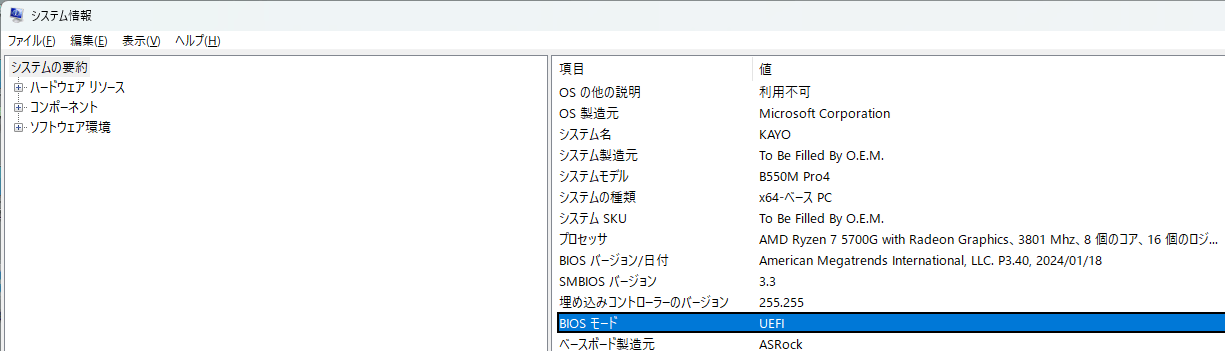 システム情報
ファイル(F) 編集(E) 表示(V) ヘルプ(H)
システムの要約
ハードウェア リソース
コンポーネント
ソフトウェア環境
項目 値
OS の他の説明 利用不可
OS 製造元 Microsoft Corporation
システム名 KAYO
システム製造元 To Be Filled By O.E.M.
システムモデル B550M Pro4
システムの種類 x64-ベース PC
システム SKU To Be Filled By O.E.M.
プロセッサ AMD Ryzen 7 5700G with Radeon Graphics、3801 Mhz、8 個のコア、16 個のロジ...
BIOS バージョン/日付 American Megatrends International, LLC. P3.40, 2024/01/18
SMBIOS バージョン 3.3
埋め込みコントローラーのバージョン 255.255
BIOS モード UEFI
ベースボード製造元 ASRock